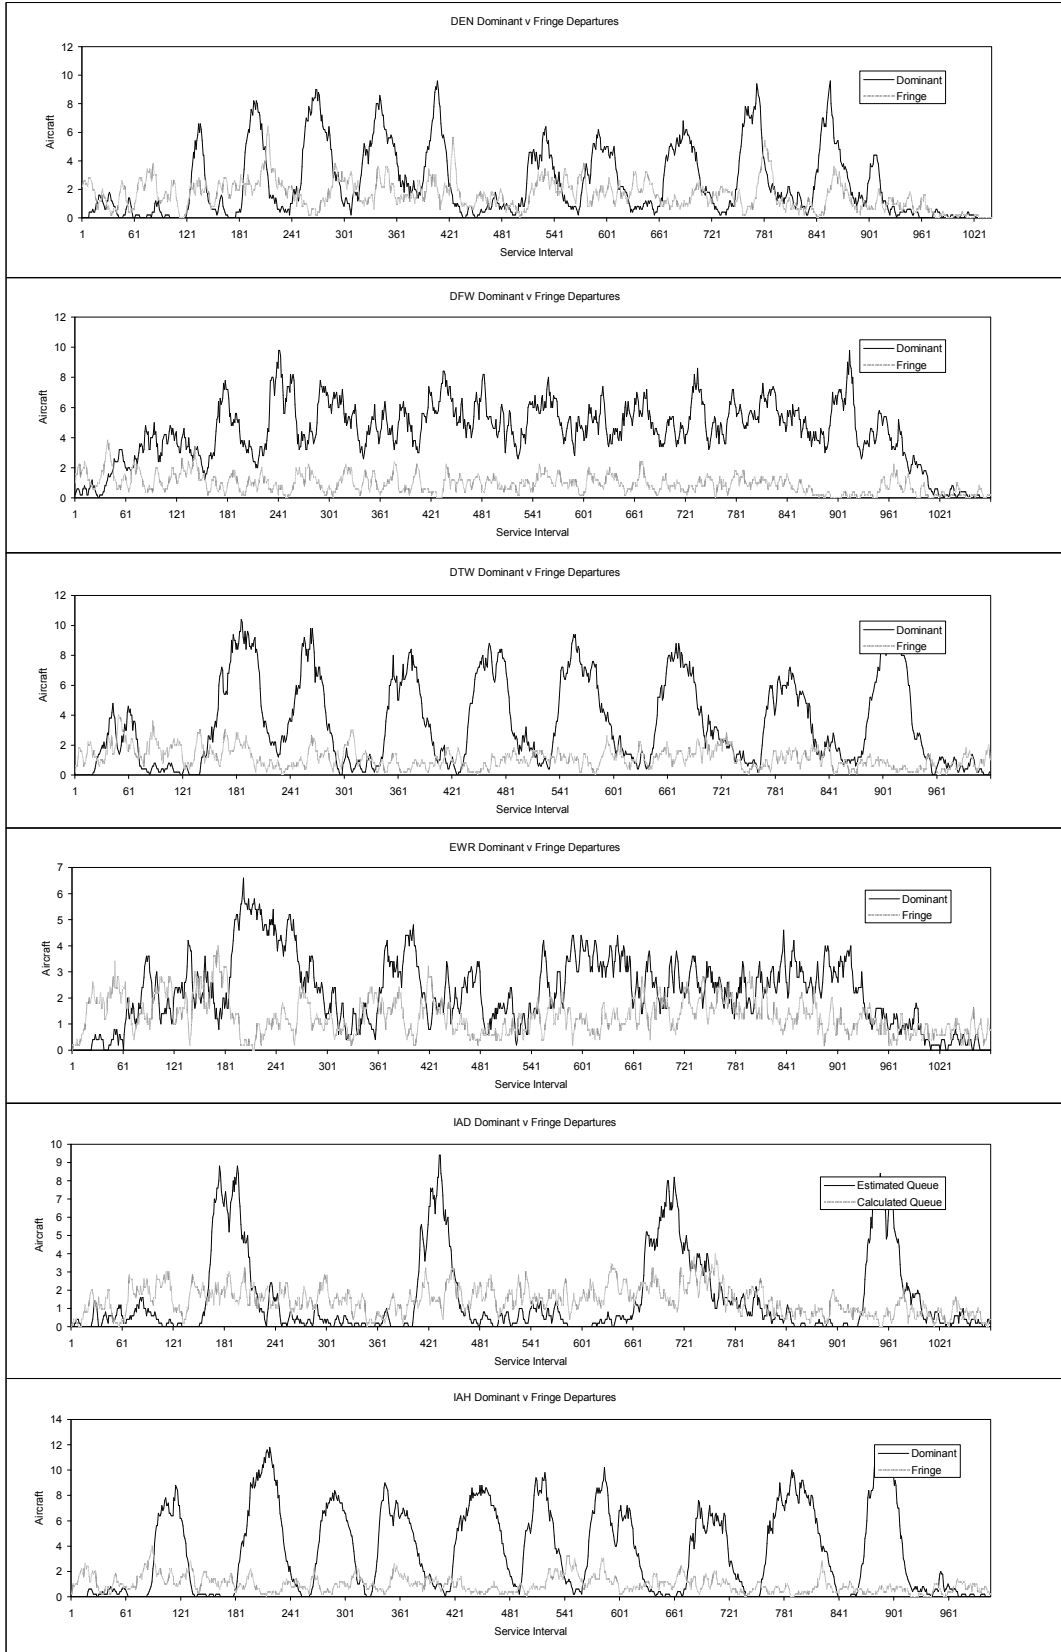 DEN Dominant v Fringe Departures
12
10
8
6
4
2
0
Aircraft
Dominant
Fringe
1 61 121 181 241 301 361 421 481 541 601 661 721 781 841 901 961 1021
Service Interval
DFW Dominant v Fringe Departures
12
10
8
6
4
2
0
Aircraft
Dominant
Fringe
1 61 121 181 241 301 361 421 481 541 601 661 721 781 841 901 961 1021
Service Interval
DTW Dominant v Fringe Departures
12
10
8
6
4
2
0
Aircraft
Dominant
Fringe
1 61 121 181 241 301 361 421 481 541 601 661 721 781 841 901 961
Service Interval
EWR Dominant v Fringe Departures
7
6
5
4
3
2
1
0
Aircraft
Dominant
Fringe
1 61 121 181 241 301 361 421 481 541 601 661 721 781 841 901 961 1021
Service Interval
IAD Dominant v Fringe Departures
10
9
8
7
6
5
4
3
2
1
0
Aircraft
Estimated Queue
Calculated Queue
1 61 121 181 241 301 361 421 481 541 601 661 721 781 841 901 961 1021
Service Interval
IAH Dominant v Fringe Departures
14
12
10
8
6
4
2
0
Aircraft
Dominant
Fringe
1 61 121 181 241 301 361 421 481 541 601 661 721 781 841 901 961
Service Interval